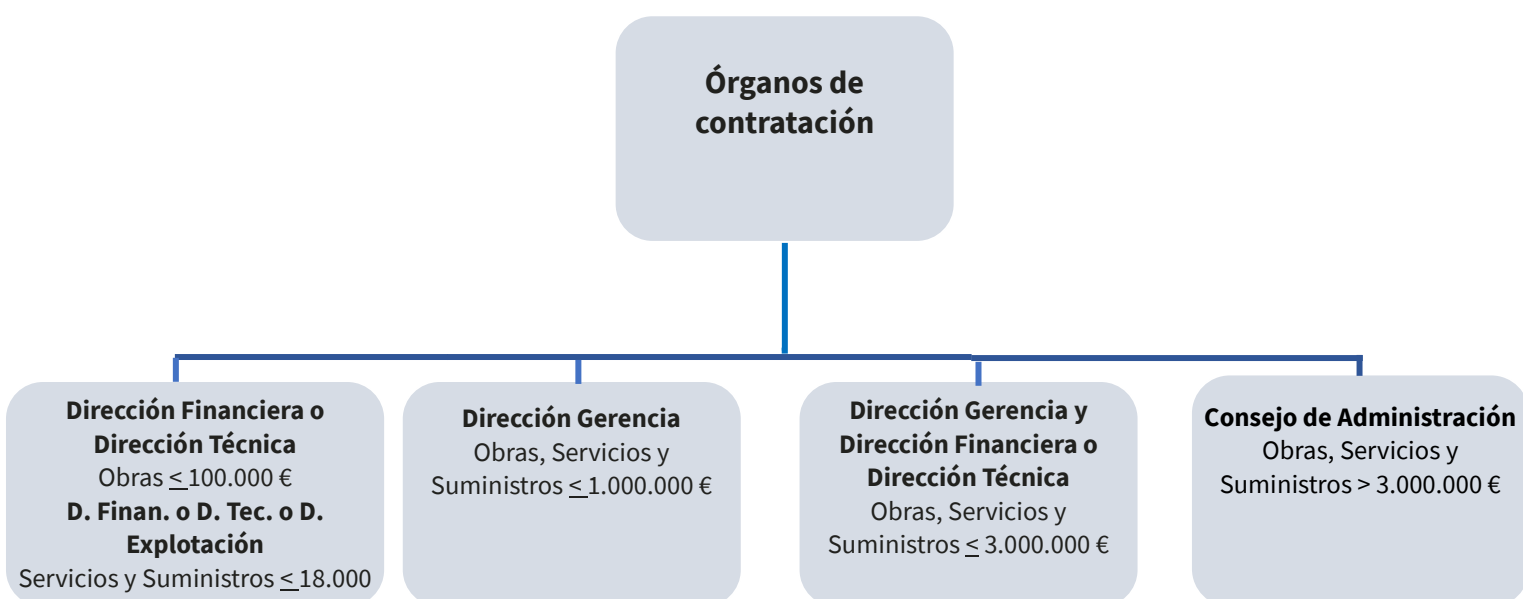 Órganos de
contratación
Dirección Financiera o
Dirección Técnica
Obras ≤ 100.000 €
D. Finan. o D. Tec. o D.
Explotación
Servicios y Suministros ≤ 18.000
Dirección Gerencia
Obras, Servicios y
Suministros ≤ 1.000.000 €
Dirección Gerencia y
Dirección Financiera o
Dirección Técnica
Obras, Servicios y
Suministros ≤ 3.000.000 €
Consejo de Administración
Obras, Servicios y
Suministros > 3.000.000 €